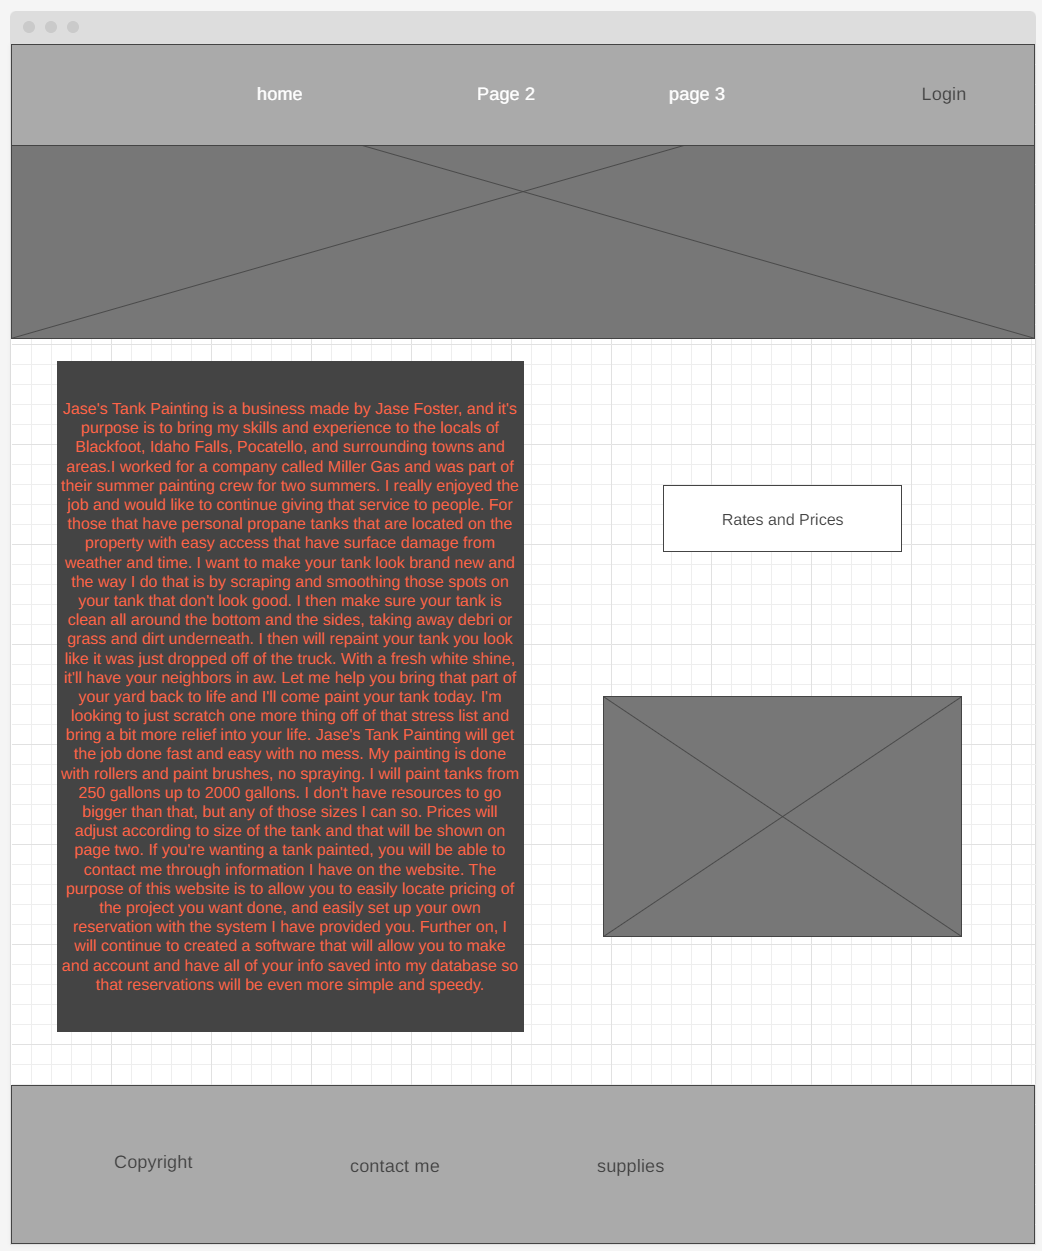 home Page 2 page 3 Login
Jase's Tank Painting is a business made by Jase Foster, and it's
purpose is to bring my skills and experience to the locals of
Blackfoot, Idaho Falls, Pocatello, and surrounding towns and
areas.I worked for a company called Miller Gas and was part of
their summer painting crew for two summers. I really enjoyed the
job and would like to continue giving that service to people. For
those that have personal propane tanks that are located on the
property with easy access that have surface damage from
weather and time. I want to make your tank look brand new and
the way I do that is by scraping and smoothing those spots on
your tank that don't look good. I then make sure your tank is
clean all around the bottom and the sides, taking away debri or
grass and dirt underneath. I then will repaint your tank you look
like it was just dropped off of the truck. With a fresh white shine,
it'll have your neighbors in aw. Let me help you bring that part of
your yard back to life and I'll come paint your tank today. I'm
looking to just scratch one more thing off of that stress list and
bring a bit more relief into your life. Jase's Tank Painting will get
the job done fast and easy with no mess. My painting is done
with rollers and paint brushes, no spraying. I will paint tanks from
250 gallons up to 2000 gallons. I don't have resources to go
bigger than that, but any of those sizes I can so. Prices will
adjust according to size of the tank and that will be shown on
page two. If you're wanting a tank painted, you will be able to
contact me through information I have on the website. The
purpose of this website is to allow you to easily locate pricing of
the project you want done, and easily set up your own
reservation with the system I have provided you. Further on, I
will continue to created a software that will allow you to make
and account and have all of your info saved into my database so
that reservations will be even more simple and speedy.
Rates and Prices
Copyright contact me supplies